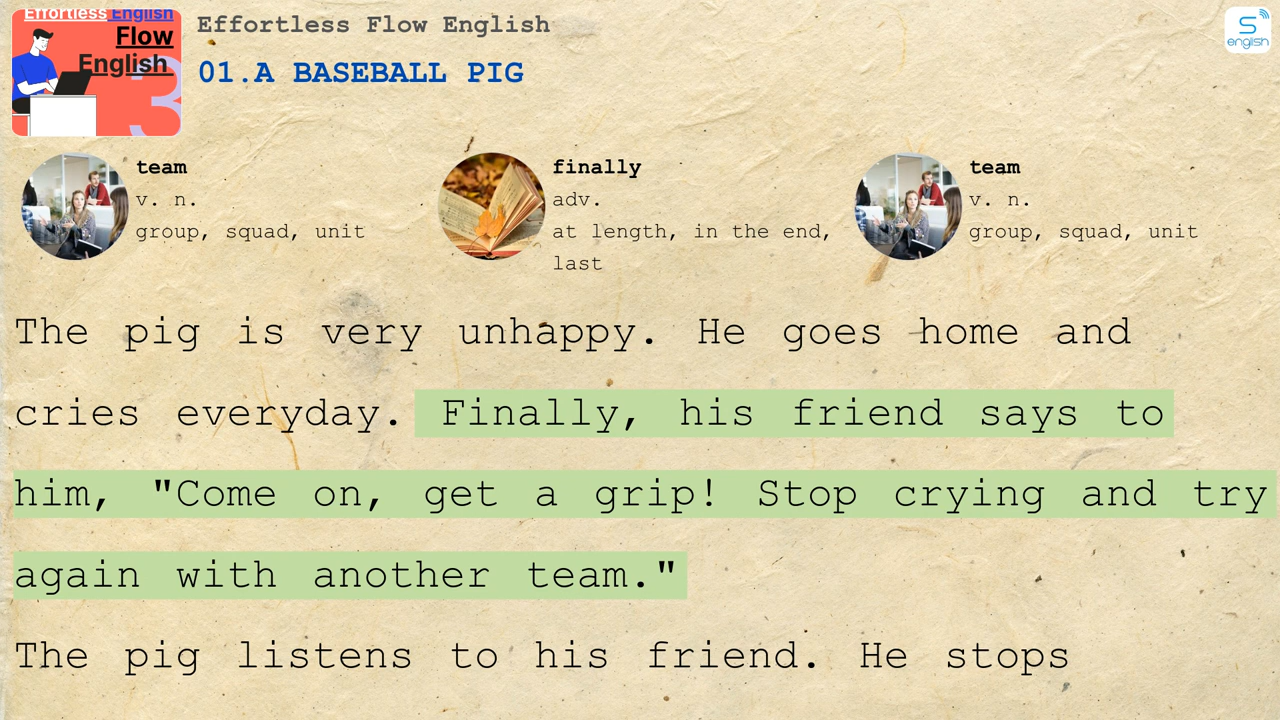 Effortless English
Flow
English
3
Effortless Flow English
01.A BASEBALL PIG
S
english
team
v. n.
group, squad, unit
finally
adv.
at length, in the end,
last
team
v. n.
group, squad, unit
The pig is very unhappy. He goes home and
cries everyday. Finally, his friend says to
him, "Come on, get a grip! Stop crying and try
again with another team."
The pig listens to his friend. He stops